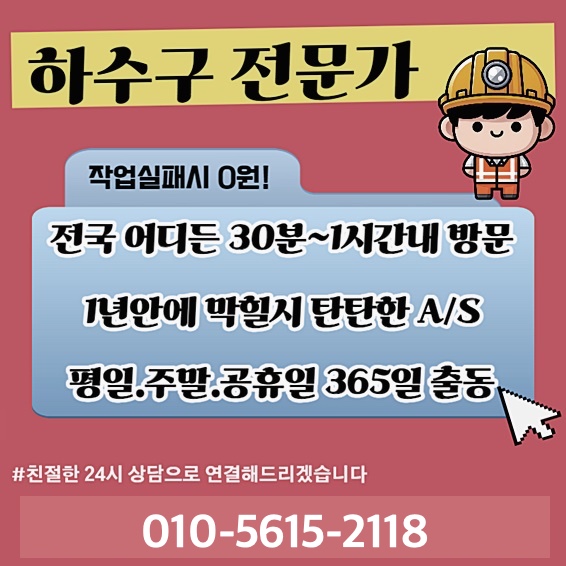 하수구 전문가
작업실패시 0원!
전국 어디든 30분~1시간내 방문
1년안에 막힐시 탄탄한 A/S
평일.주말.공휴일 365일 출동
#친절한 24시 상담으로 연결해드리겠습니다
010-5615-2118